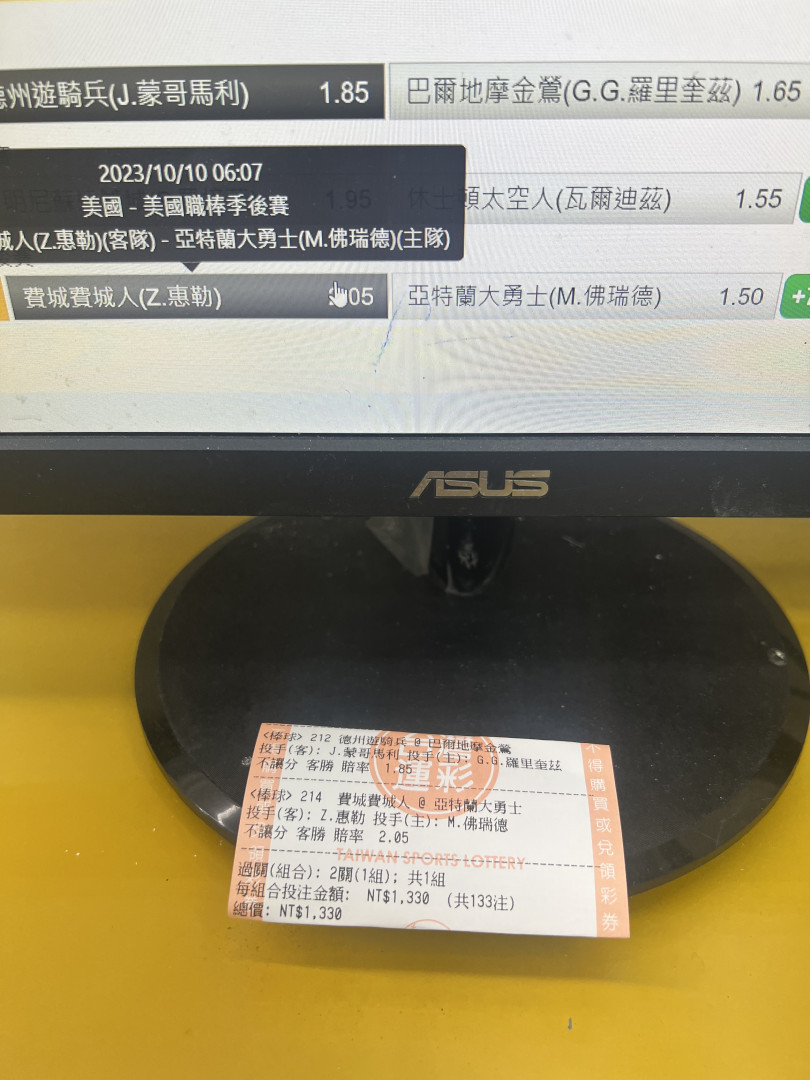 州遊騎兵(J.蒙哥馬利) 1.85 巴爾地摩金鶯(G.G.羅里奎茲) 1.65
2023/10/10 06:07
美國 - 美國職棒季後賽
城人(Z.惠勒)(客隊) - 亞特蘭大勇士(M.佛瑞德)(主隊)
1.95 休士頓太空人(瓦爾迪茲) 1.55
費城費城人(Z.惠勒) 05 亞特蘭大勇士(M.佛瑞德) 1.50
ASUS
<棒球> 212 德州遊騎兵 @ 巴爾地摩金鶯
投手(客): J.蒙哥馬利 投手(主): G.G.羅里奎茲
不讓分 客勝 賠率 1.85
<棒球> 214 費城費城人 @ 亞特蘭大勇士
投手(客): Z.惠勒 投手(主): M.佛瑞德
不讓分 客勝 賠率 2.05
TAIWAN SPORTS LOTTERY
過關(組合): 2關(1組); 共1組
每組合投注金額: NT$1,330 (共133注)
總價: NT$1,330
不得購買或兌領彩券